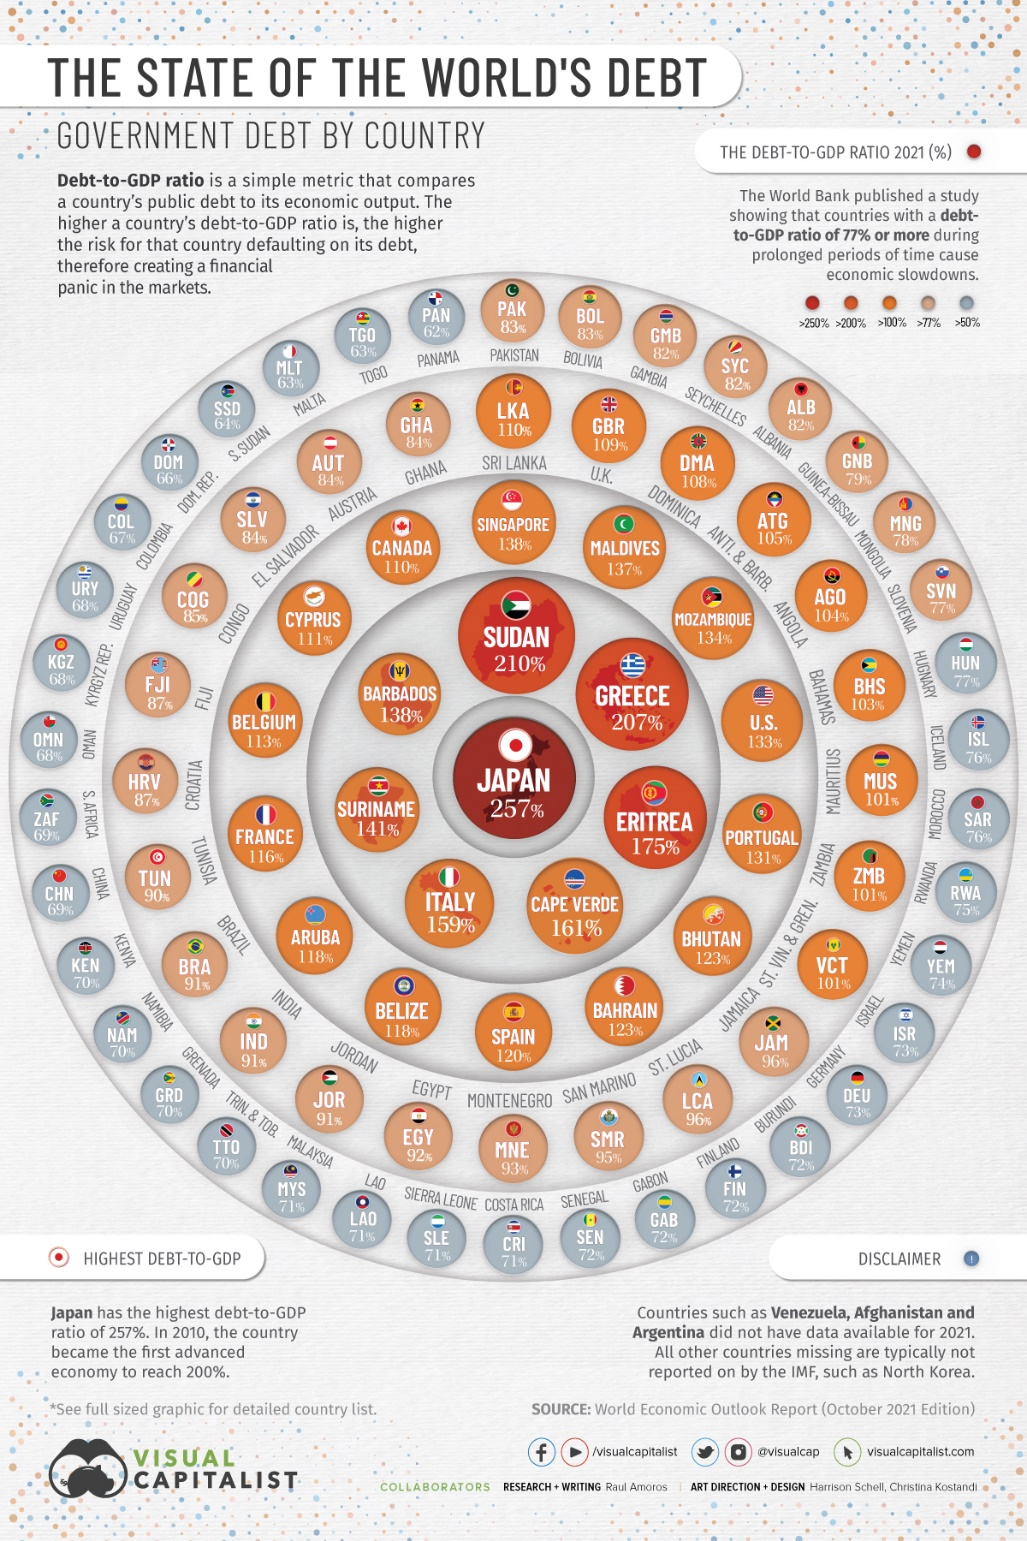 THE STATE OF THE WORLD'S DEBT
GOVERNMENT DEBT BY COUNTRY
Debt-to-GDP ratio is a simple metric that compares
a country's public debt to its economic output. The
higher a country's debt-to-GDP ratio is, the higher
the risk for that country defaulting on its debt,
therefore creating a financial
panic in the markets.
THE DEBT-TO-GDP RATIO 2021 (%)
The World Bank published a study
showing that countries with a debt-
to-GDP ratio of 77% or more during
prolonged periods of time cause
economic slowdowns.
>250% >200% >100% >77% >50%
JAPAN
257%
SUDAN
210%
GREECE
207%
ERITREA
175%
CAPE VERDE
161%
ITALY
159%
SURINAME
141%
BARBADOS
138%
SINGAPORE
138%
MALDIVES
137%
MOZAMBIQUE
134%
U.S.
133%
PORTUGAL
131%
BHUTAN
123%
BAHRAIN
123%
SPAIN
120%
BELIZE
118%
ARUBA
118%
FRANCE
116%
BELGIUM
113%
CYPRUS
111%
CANADA
110%
LKA
110%
SRI LANKA
GBR
109%
U.K.
DMA
108%
DOMINICA
ATG
105%
ANTI. & BARB.
AGO
104%
ANGOLA
BHS
103%
BAHAMAS
MUS
101%
MAURITIUS
ZMB
101%
ZAMBIA
VCT
101%
ST. VIN. & GREN.
JAM
96%
JAMAICA
LCA
96%
ST. LUCIA
SMR
95%
SAN MARINO
MNE
93%
MONTENEGRO
EGY
92%
EGYPT
JOR
91%
JORDAN
IND
91%
INDIA
BRA
91%
BRAZIL
TUN
90%
TUNISIA
HRV
87%
CROATIA
FJI
87%
FIJI
COG
85%
CONGO
SLV
84%
EL SALVADOR
AUT
84%
AUSTRIA
GHA
84%
GHANA
PAK
83%
PAKISTAN
BOL
83%
BOLIVIA
GMB
82%
GAMBIA
SYC
82%
SEYCHELLES
ALB
82%
ALBANIA
GNB
79%
GUINEA-BISSAU
MNG
78%
MONGOLIA
SVN
77%
SLOVENIA
HUN
77%
HUGNARY
ISL
76%
ICELAND
SAR
76%
MOROCCO
RWA
75%
RWANDA
YEM
74%
YEMEN
ISR
73%
ISRAEL
DEU
73%
GERMANY
BDI
72%
BURUNDI
FIN
72%
FINLAND
GAB
72%
GABON
SEN
72%
SENEGAL
CRI
71%
COSTA RICA
SLE
71%
SIERRA LEONE
LAO
71%
LAO
MYS
71%
MALAYSIA
TTO
70%
TRIN. & TOB.
GRD
70%
GRENADA
NAM
70%
NAMIBIA
KEN
70%
KENYA
CHN
69%
CHINA
ZAF
69%
S. AFRICA
OMN
68%
OMAN
KGZ
68%
KYRGYZ REP.
URY
68%
URUGUAY
COL
67%
COLOMBIA
DOM
66%
DOM. REP.
SSD
64%
S. SUDAN
MLT
63%
MALTA
TGO
63%
TOGO
PAN
62%
PANAMA
HIGHEST DEBT-TO-GDP
Japan has the highest debt-to-GDP
ratio of 257%. In 2010, the country
became the first advanced
economy to reach 200%.
*See full sized graphic for detailed country list.
DISCLAIMER !
Countries such as Venezuela, Afghanistan and
Argentina did not have data available for 2021.
All other countries missing are typically not
reported on by the IMF, such as North Korea.
SOURCE: World Economic Outlook Report (October 2021 Edition)
VISUAL
CAPITALIST
/visualcapitalist @visualcap visualcapitalist.com
COLLABORATORS RESEARCH + WRITING Raul Amoros | ART DIRECTION + DESIGN Harrison Schell, Christina Kostandi